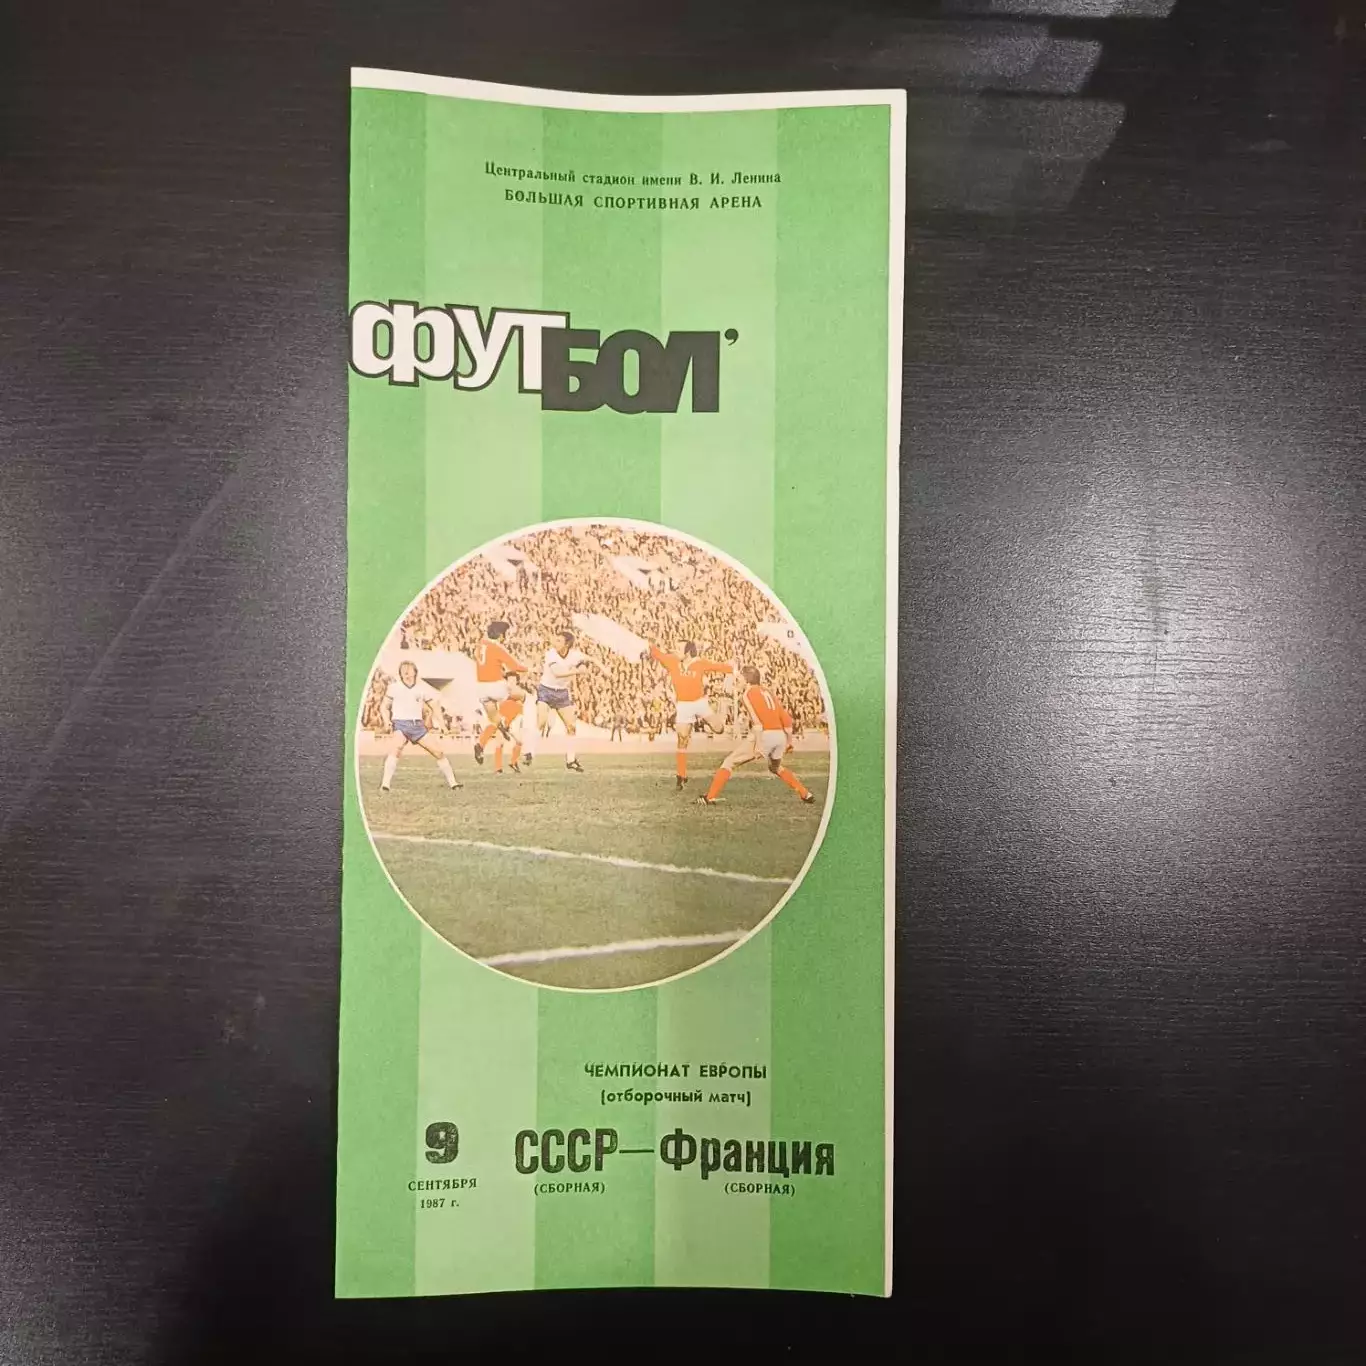 Центральный стадион имени В. И. Ленина
БОЛЬШАЯ СПОРТИВНАЯ АРЕНА
ФУТБОЛ'
ЧЕМПИОНАТ ЕВРОПЫ
(отборочный матч)
9 СССР—Франция
СЕНТЯБРЯ (СБОРНАЯ) (СБОРНАЯ)
1987 г.